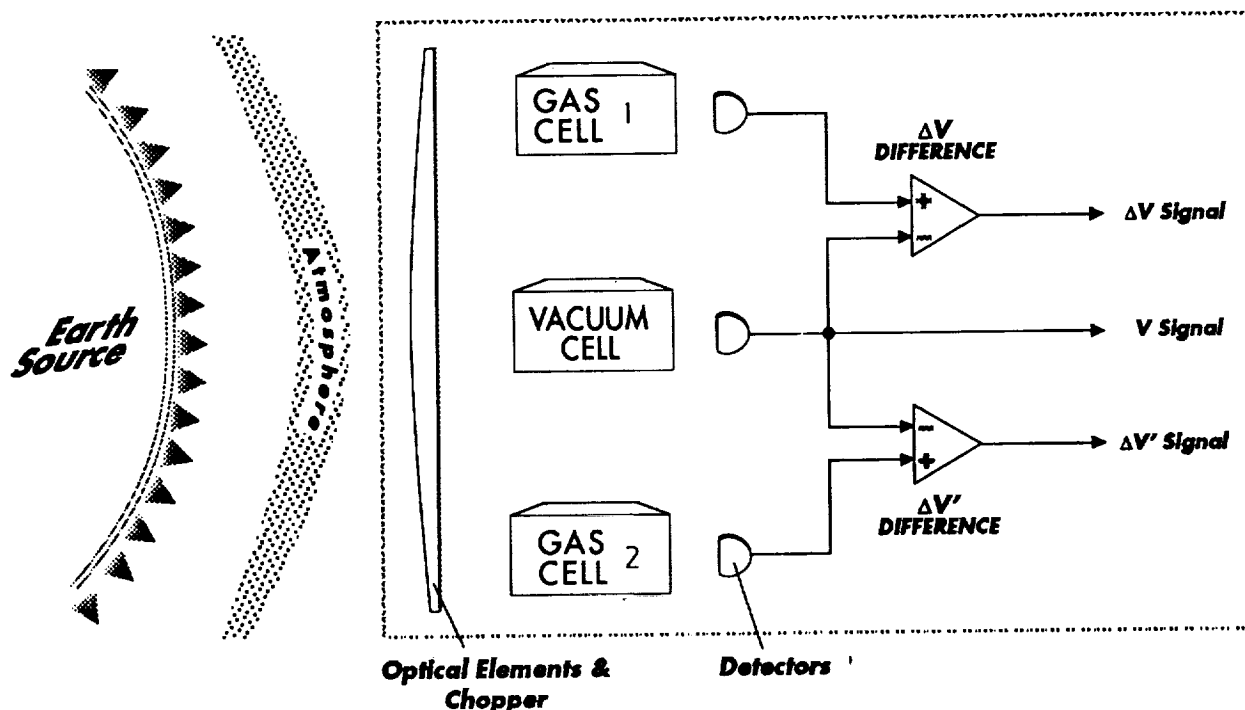 Earth
Source
Atmosphere
GAS
CELL 1
VACUUM
CELL
GAS
CELL 2
ΔV
DIFFERENCE
+
−
ΔV Signal
V Signal
−
+
ΔV' Signal
ΔV'
DIFFERENCE
Optical Elements &
Chopper
Detectors